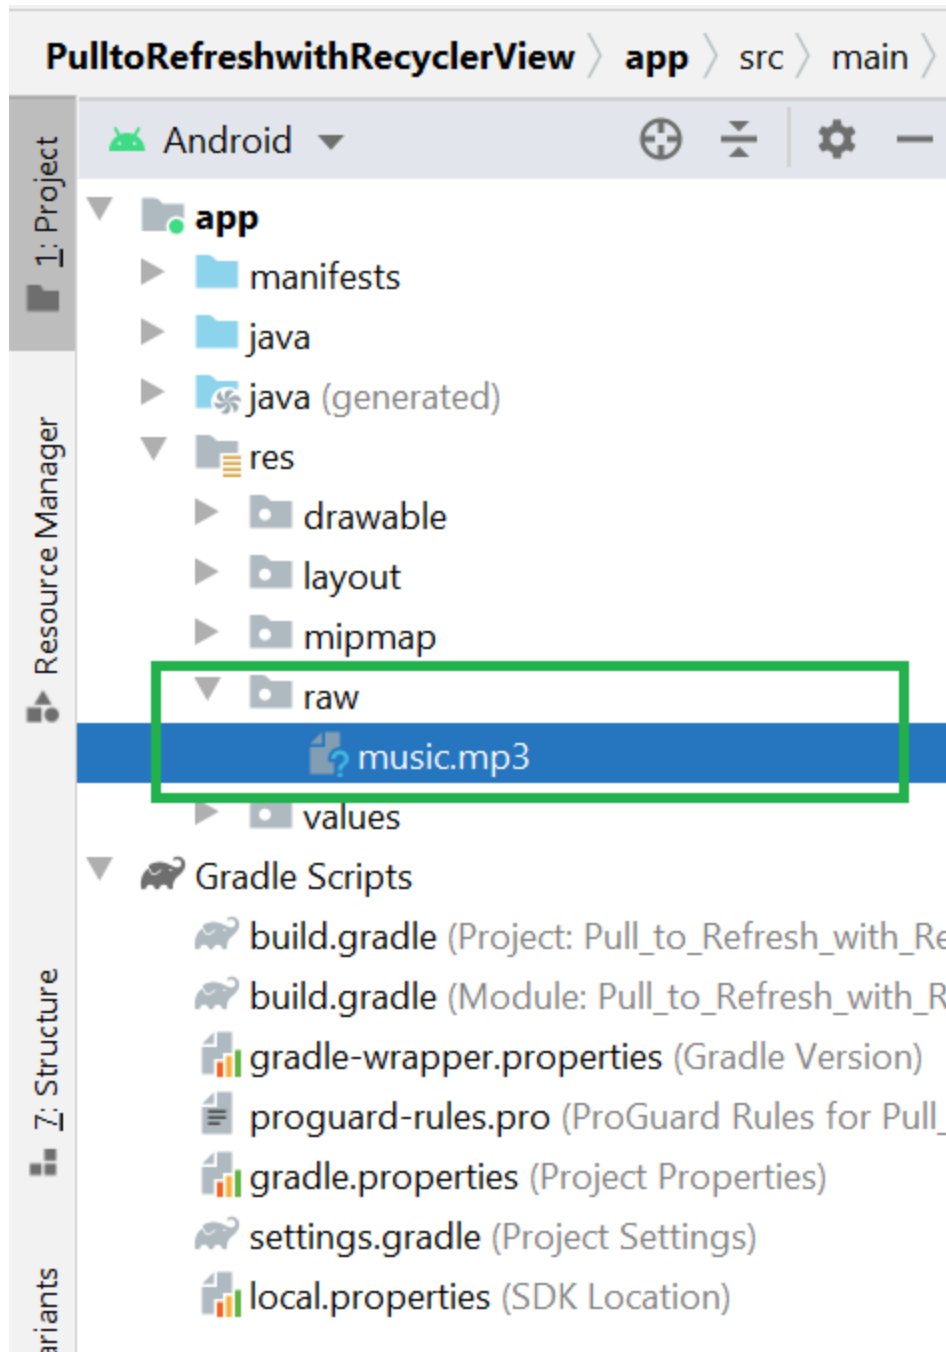 PulltoRefreshwithRecyclerView app src main
Android
1: Project
app
manifests
java
java (generated)
res
Resource Manager
drawable
layout
mipmap
raw
music.mp3
values
Gradle Scripts
build.gradle (Project: Pull_to_Refresh_with_Re
build.gradle (Module: Pull_to_Refresh_with_R
7: Structure
gradle-wrapper.properties (Gradle Version)
proguard-rules.pro (ProGuard Rules for Pull_
gradle.properties (Project Properties)
settings.gradle (Project Settings)
local.properties (SDK Location)
ariants